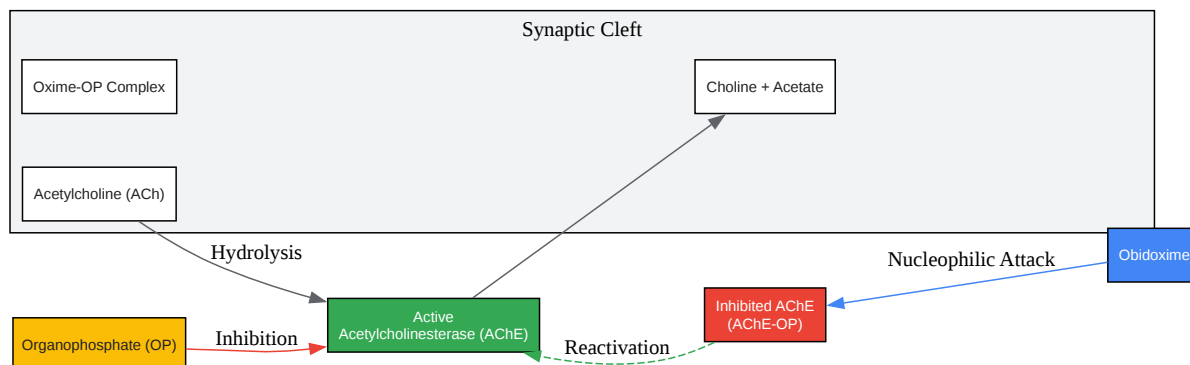 Synaptic Cleft
Oxime-OP Complex
Choline + Acetate
Acetylcholine (ACh)
Hydrolysis
Nucleophilic Attack
Obidoxime
Organophosphate (OP)
Inhibition
Active
Acetylcholinesterase (AChE)
Reactivation
Inhibited AChE
(AChE-OP)